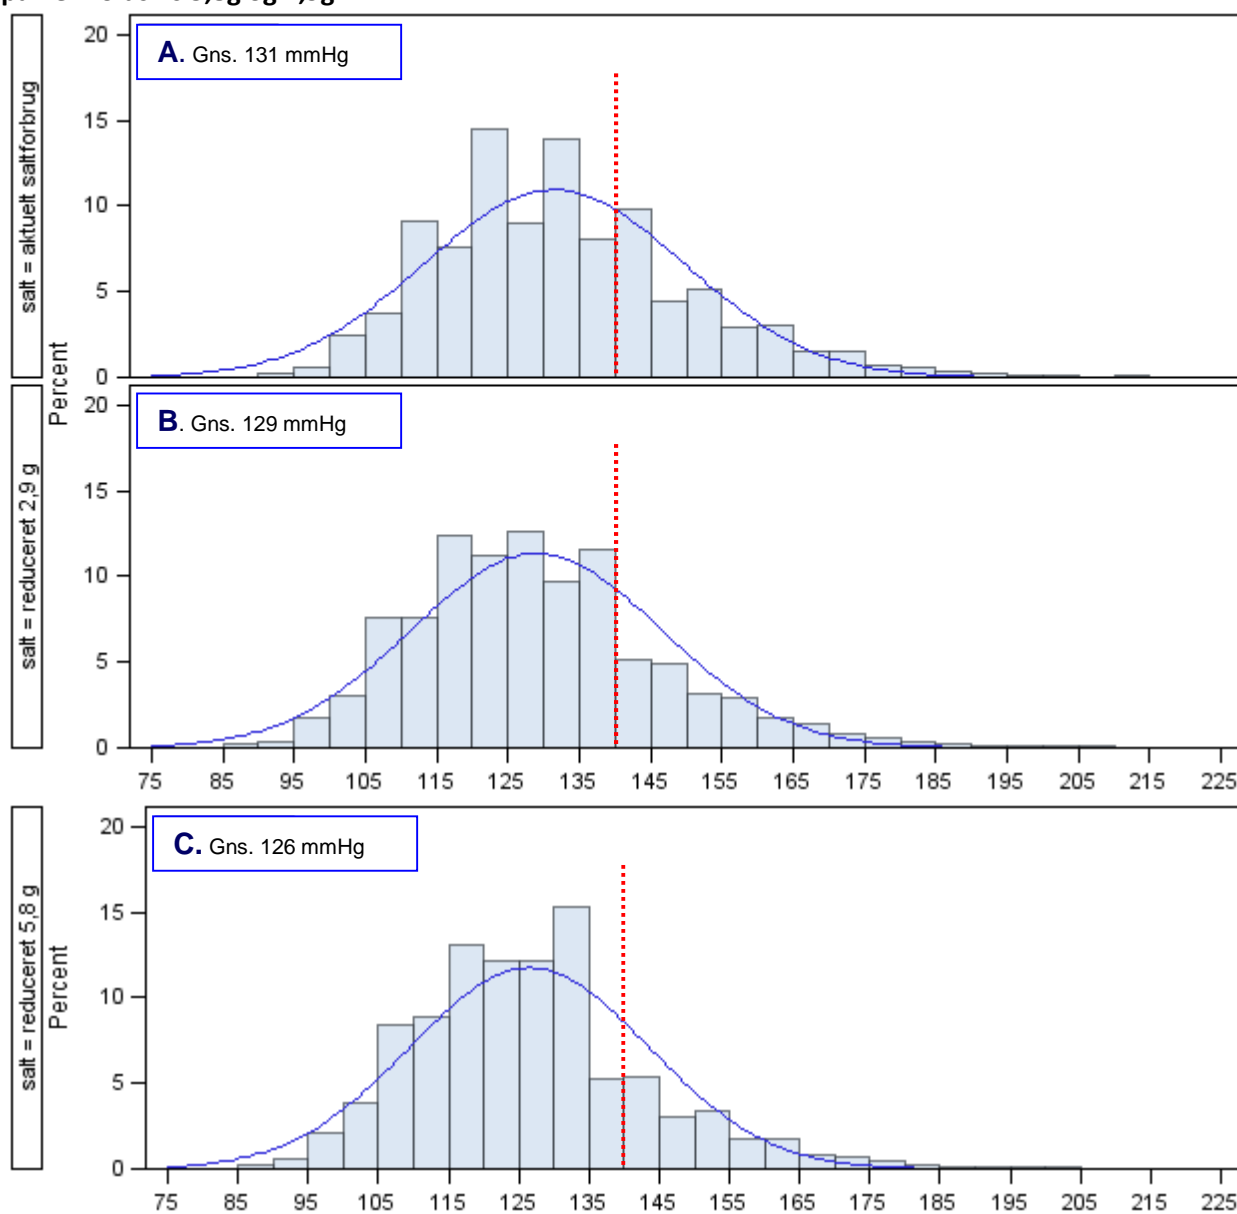 20
A. Gns. 131 mmHg
15
10
5
0
salt = aktuelt saltforbrug
Percent
20
B. Gns. 129 mmHg
15
10
5
0
salt = reduceret 2,9 g
75 85 95 105 115 125 135 145 155 165 175 185 195 205 215 225
20
C. Gns. 126 mmHg
15
10
5
0
salt = reduceret 5,8 g
Percent
75 85 95 105 115 125 135 145 155 165 175 185 195 205 215 225